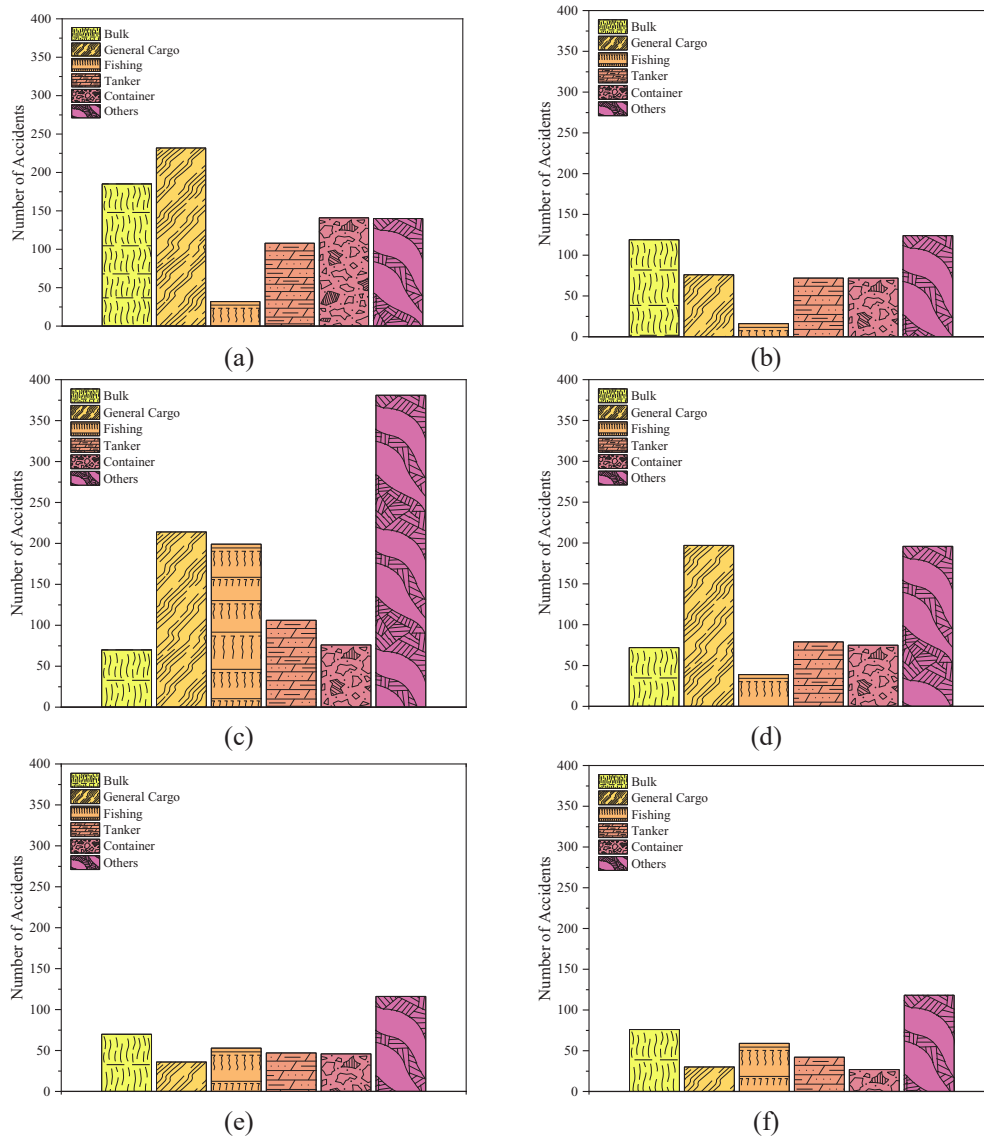 400
350
300
250
200
150
100
50
0
Number of Accidents
Bulk
General Cargo
Fishing
Tanker
Container
Others
(a)
400
350
300
250
200
150
100
50
0
Number of Accidents
Bulk
General Cargo
Fishing
Tanker
Container
Others
(b)
400
350
300
250
200
150
100
50
0
Number of Accidents
Bulk
General Cargo
Fishing
Tanker
Container
Others
(c)
400
350
300
250
200
150
100
50
0
Number of Accidents
Bulk
General Cargo
Fishing
Tanker
Container
Others
(d)
400
350
300
250
200
150
100
50
0
Number of Accidents
Bulk
General Cargo
Fishing
Tanker
Container
Others
(e)
400
350
300
250
200
150
100
50
0
Number of Accidents
Bulk
General Cargo
Fishing
Tanker
Container
Others
(f)